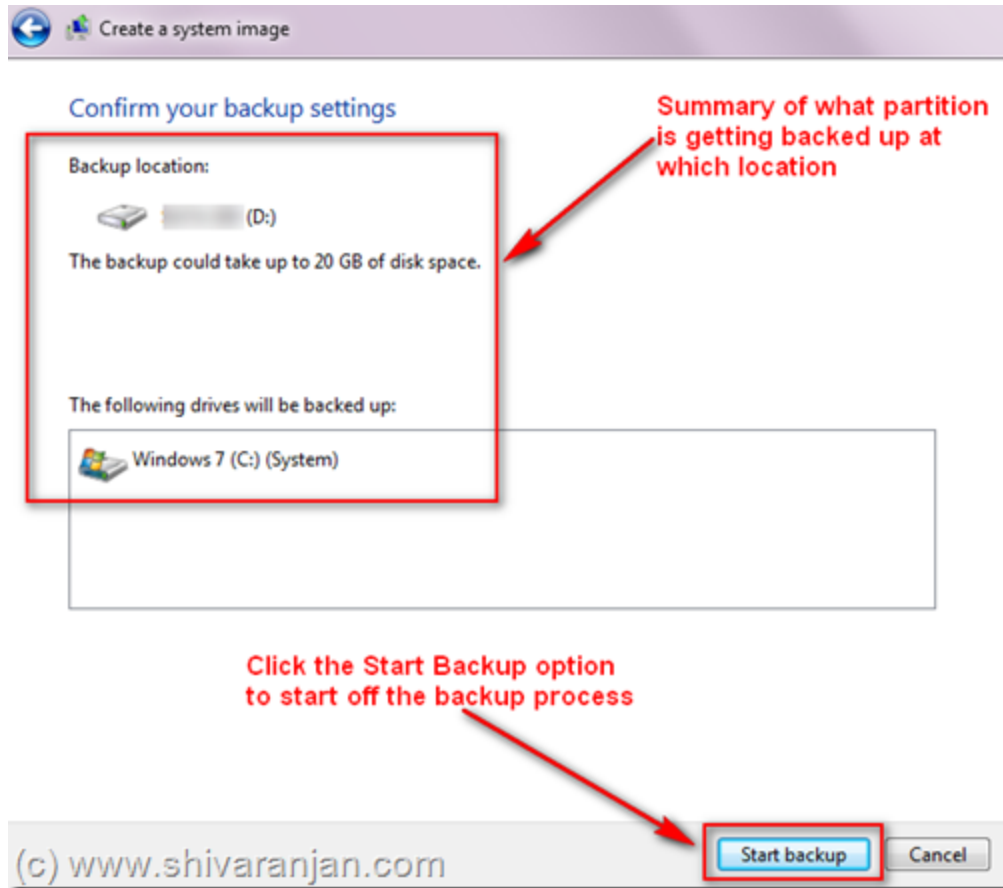 Create a system image
Confirm your backup settings
Summary of what partition
is getting backed up at
which location
Backup location:
(D:)
The backup could take up to 20 GB of disk space.
The following drives will be backed up:
Windows 7 (C:) (System)
Click the Start Backup option
to start off the backup process
Start backup
Cancel
(c) www.shivaranjan.com